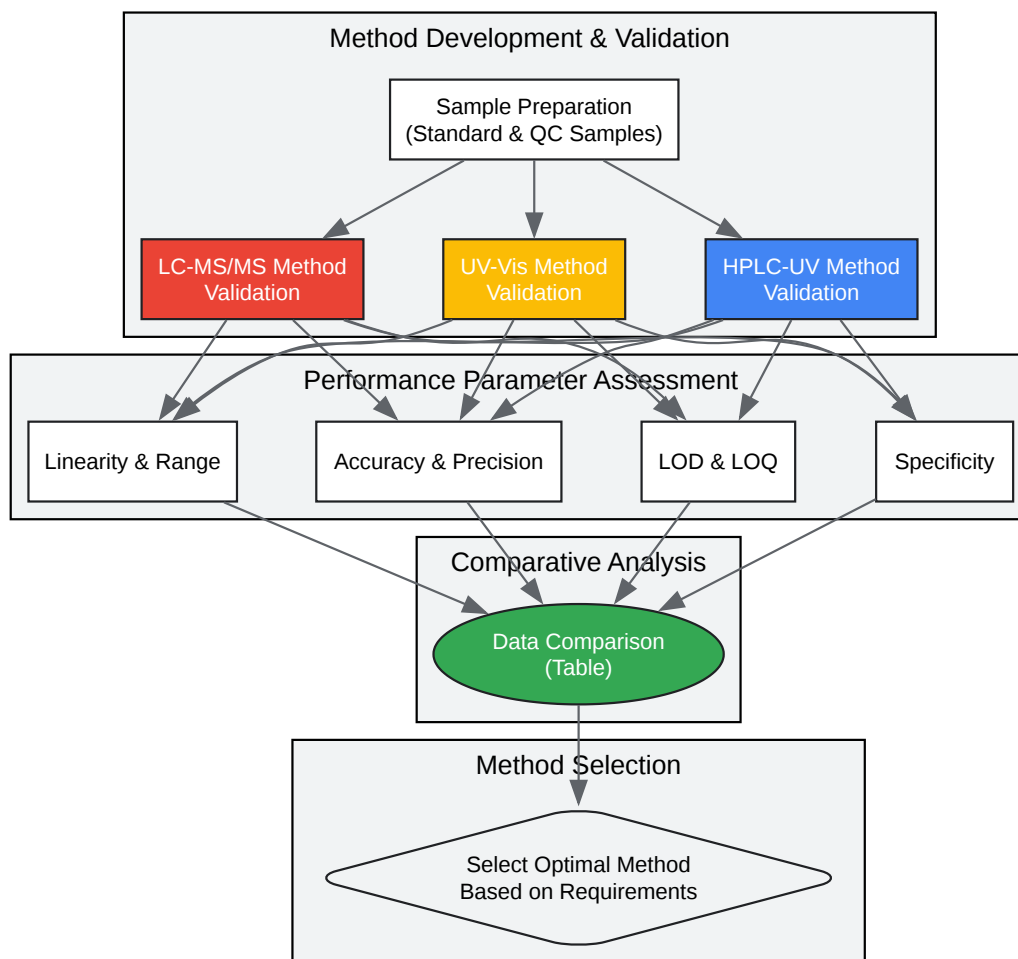 Method Development & Validation
Sample Preparation
(Standard & QC Samples)
LC-MS/MS Method
Validation
UV-Vis Method
Validation
HPLC-UV Method
Validation
Performance Parameter Assessment
Linearity & Range
Accuracy & Precision
LOD & LOQ
Specificity
Comparative Analysis
Data Comparison
(Table)
Method Selection
Select Optimal Method
Based on Requirements